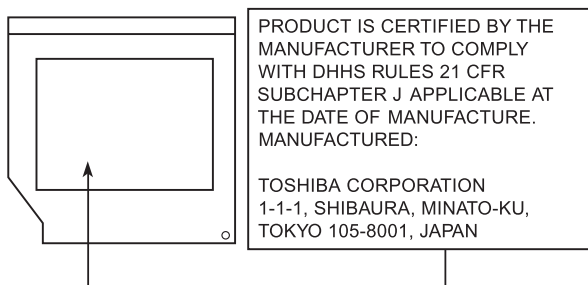 PRODUCT IS CERTIFIED BY THE
MANUFACTURER TO COMPLY
WITH DHHS RULES 21 CFR
SUBCHAPTER J APPLICABLE AT
THE DATE OF MANUFACTURE.
MANUFACTURED:
TOSHIBA CORPORATION
1-1-1, SHIBAURA, MINATO-KU,
TOKYO 105-8001, JAPAN